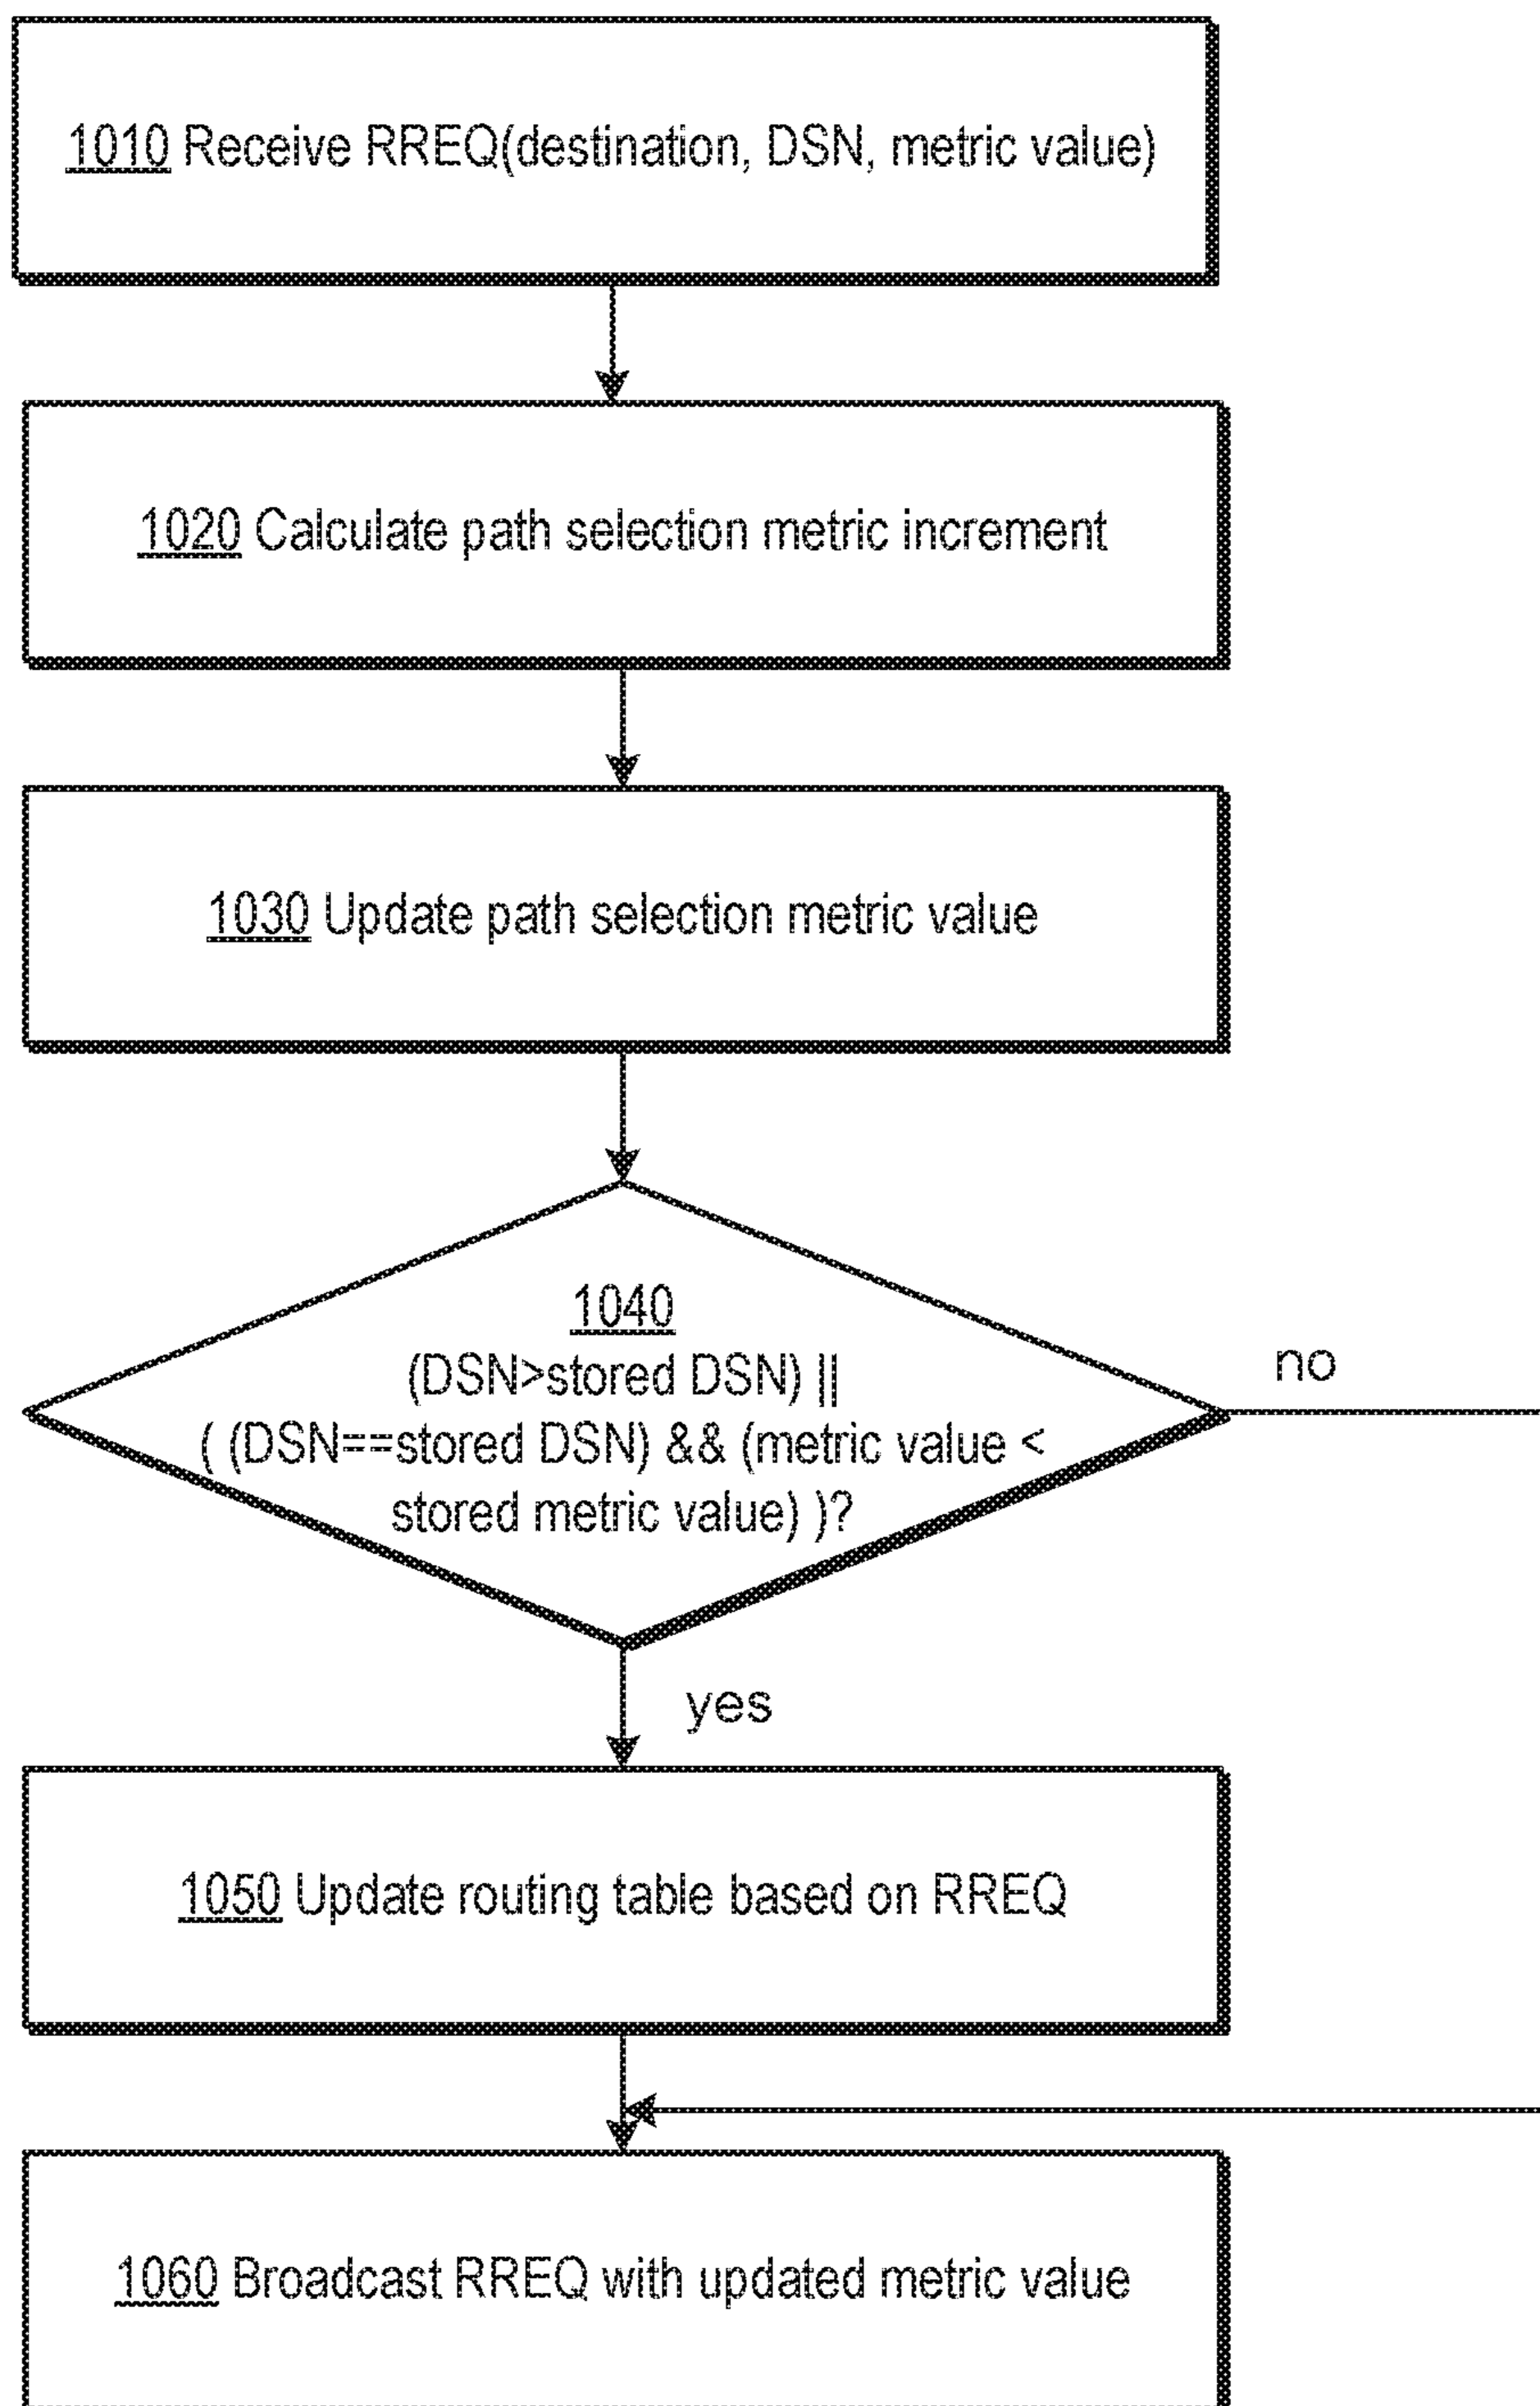 1010 Receive RREQ(destination, DSN, metric value)
1020 Calculate path selection metric increment
1030 Update path selection metric value
1040
(DSN>stored DSN) ||
( (DSN==stored DSN) && (metric value <
stored metric value) )?
no
yes
1050 Update routing table based on RREQ
1060 Broadcast RREQ with updated metric value